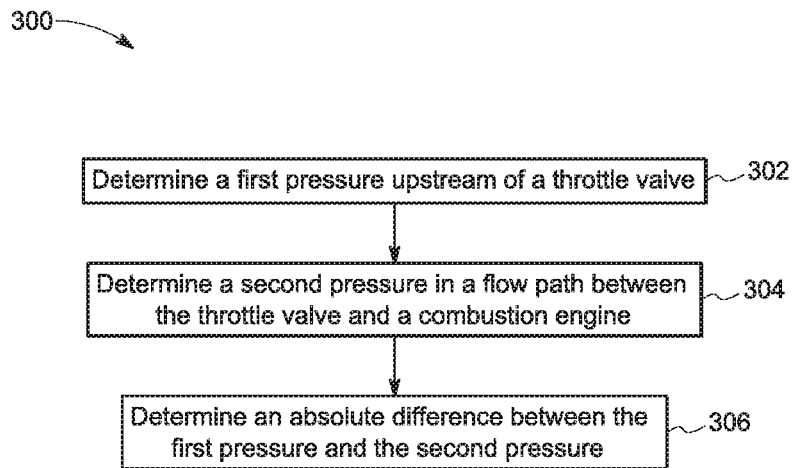 300
Determine a first pressure upstream of a throttle valve
302
Determine a second pressure in a flow path between
the throttle valve and a combustion engine
304
Determine an absolute difference between the
first pressure and the second pressure
306